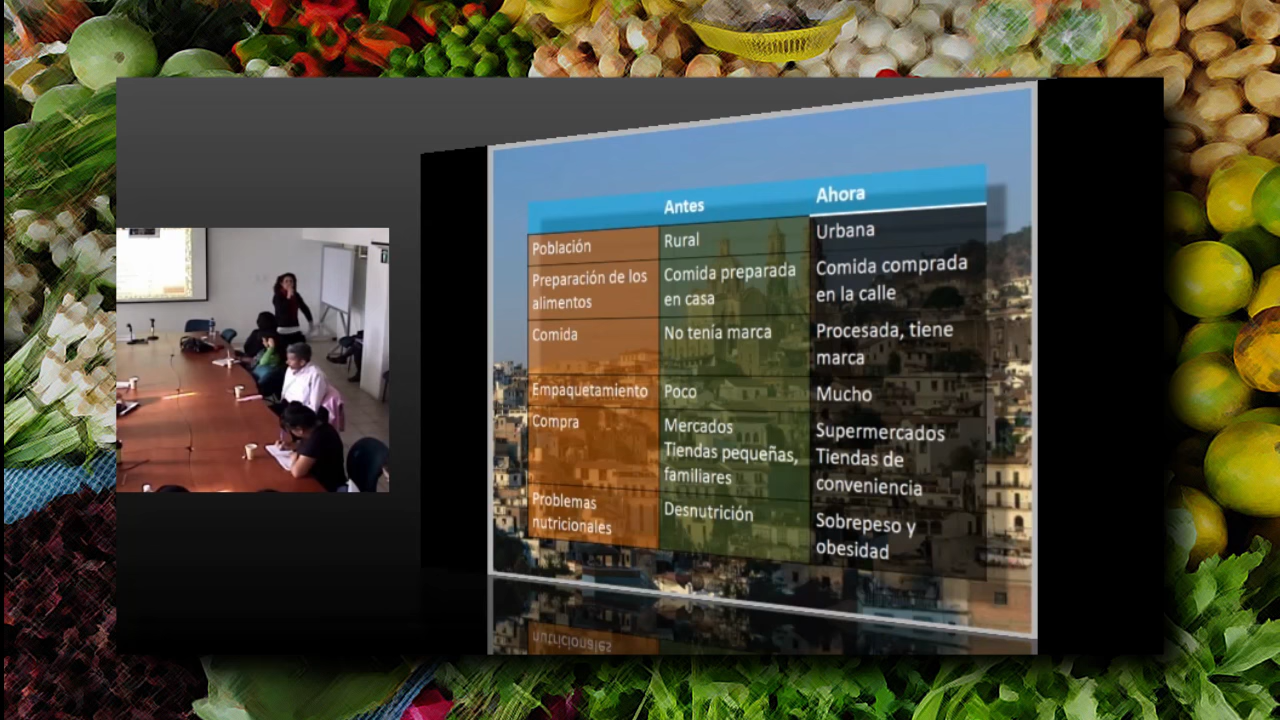 Antes Ahora
Población Rural Urbana
Preparación de los Comida preparada Comida comprada
alimentos en casa en la calle
Comida No tenía marca Procesada, tiene
marca
Empaquetamiento Poco Mucho
Compra Mercados Supermercados
Tiendas pequeñas, Tiendas de
familiares conveniencia
Problemas Desnutrición Sobrepeso y
nutricionales obesidad
nutricionales